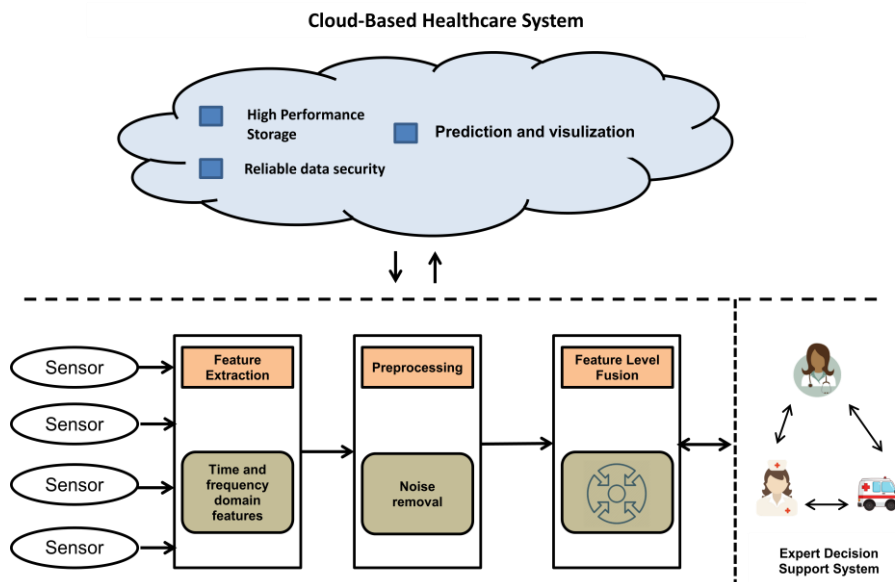 Cloud-Based Healthcare System
High Performance
Storage
Prediction and visulization
Reliable data security
Sensor
Sensor
Sensor
Sensor
Feature
Extraction
Time and
frequency
domain
features
Preprocessing
Noise
removal
Feature Level
Fusion
Expert Decision
Support System